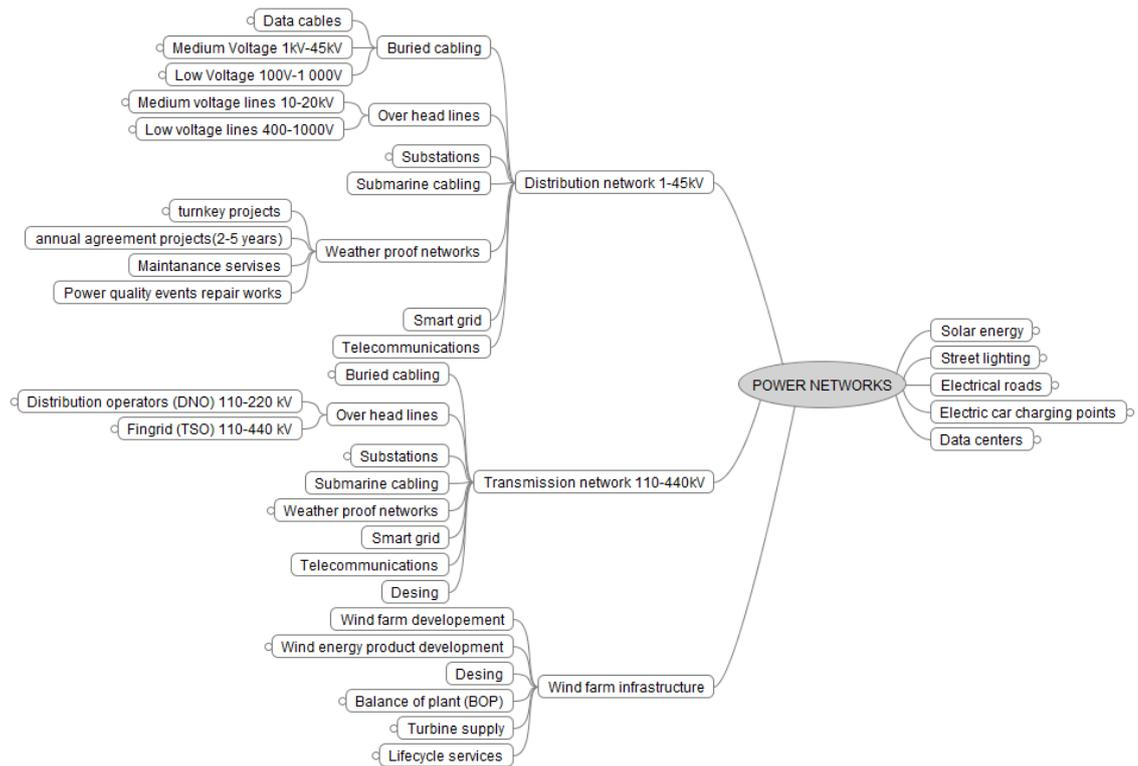 Data cables
Medium Voltage 1kV-45kV
Low Voltage 100V-1 000V
Buried cabling
Medium voltage lines 10-20kV
Low voltage lines 400-1000V
Over head lines
Substations
Submarine cabling
Distribution network 1-45kV
turnkey projects
annual agreement projects(2-5 years)
Maintanance servises
Power quality events repair works
Weather proof networks
Smart grid
Telecommunications
Buried cabling
Distribution operators (DNO) 110-220 kV
Fingrid (TSO) 110-440 kV
Over head lines
Substations
Submarine cabling
Weather proof networks
Smart grid
Telecommunications
Desing
Transmission network 110-440kV
Wind farm developement
Wind energy product development
Desing
Balance of plant (BOP)
Turbine supply
Lifecycle services
Wind farm infrastructure
POWER NETWORKS
Solar energy
Street lighting
Electrical roads
Electric car charging points
Data centers